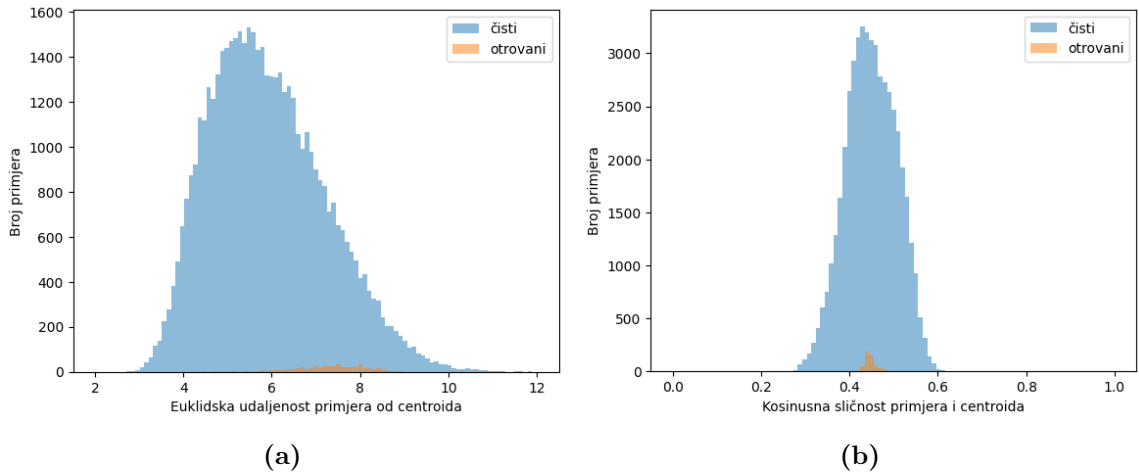 1600
1400
1200
1000
800
600
400
200
0
Broj primjera
čisti
otrovani
2 4 6 8 10 12
Euklidska udaljenost primjera od centroida
(a)
3000
2500
2000
1500
1000
500
0
Broj primjera
čisti
otrovani
0.0 0.2 0.4 0.6 0.8 1.0
Kosinusna sličnost primjera i centroida
(b)